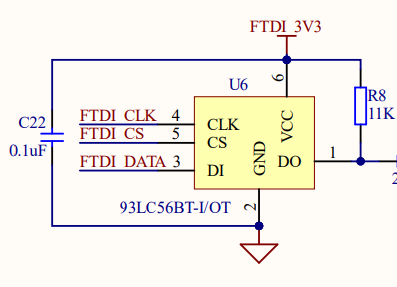 FTDI_3V3
6
U6
R8
11K
C22
0.1uF
FTDI_CLK 4 CLK
FTDI_CS 5 CS
FTDI_DATA 3 DI
VCC
GND
DO 1
2
93LC56BT-I/OT
2